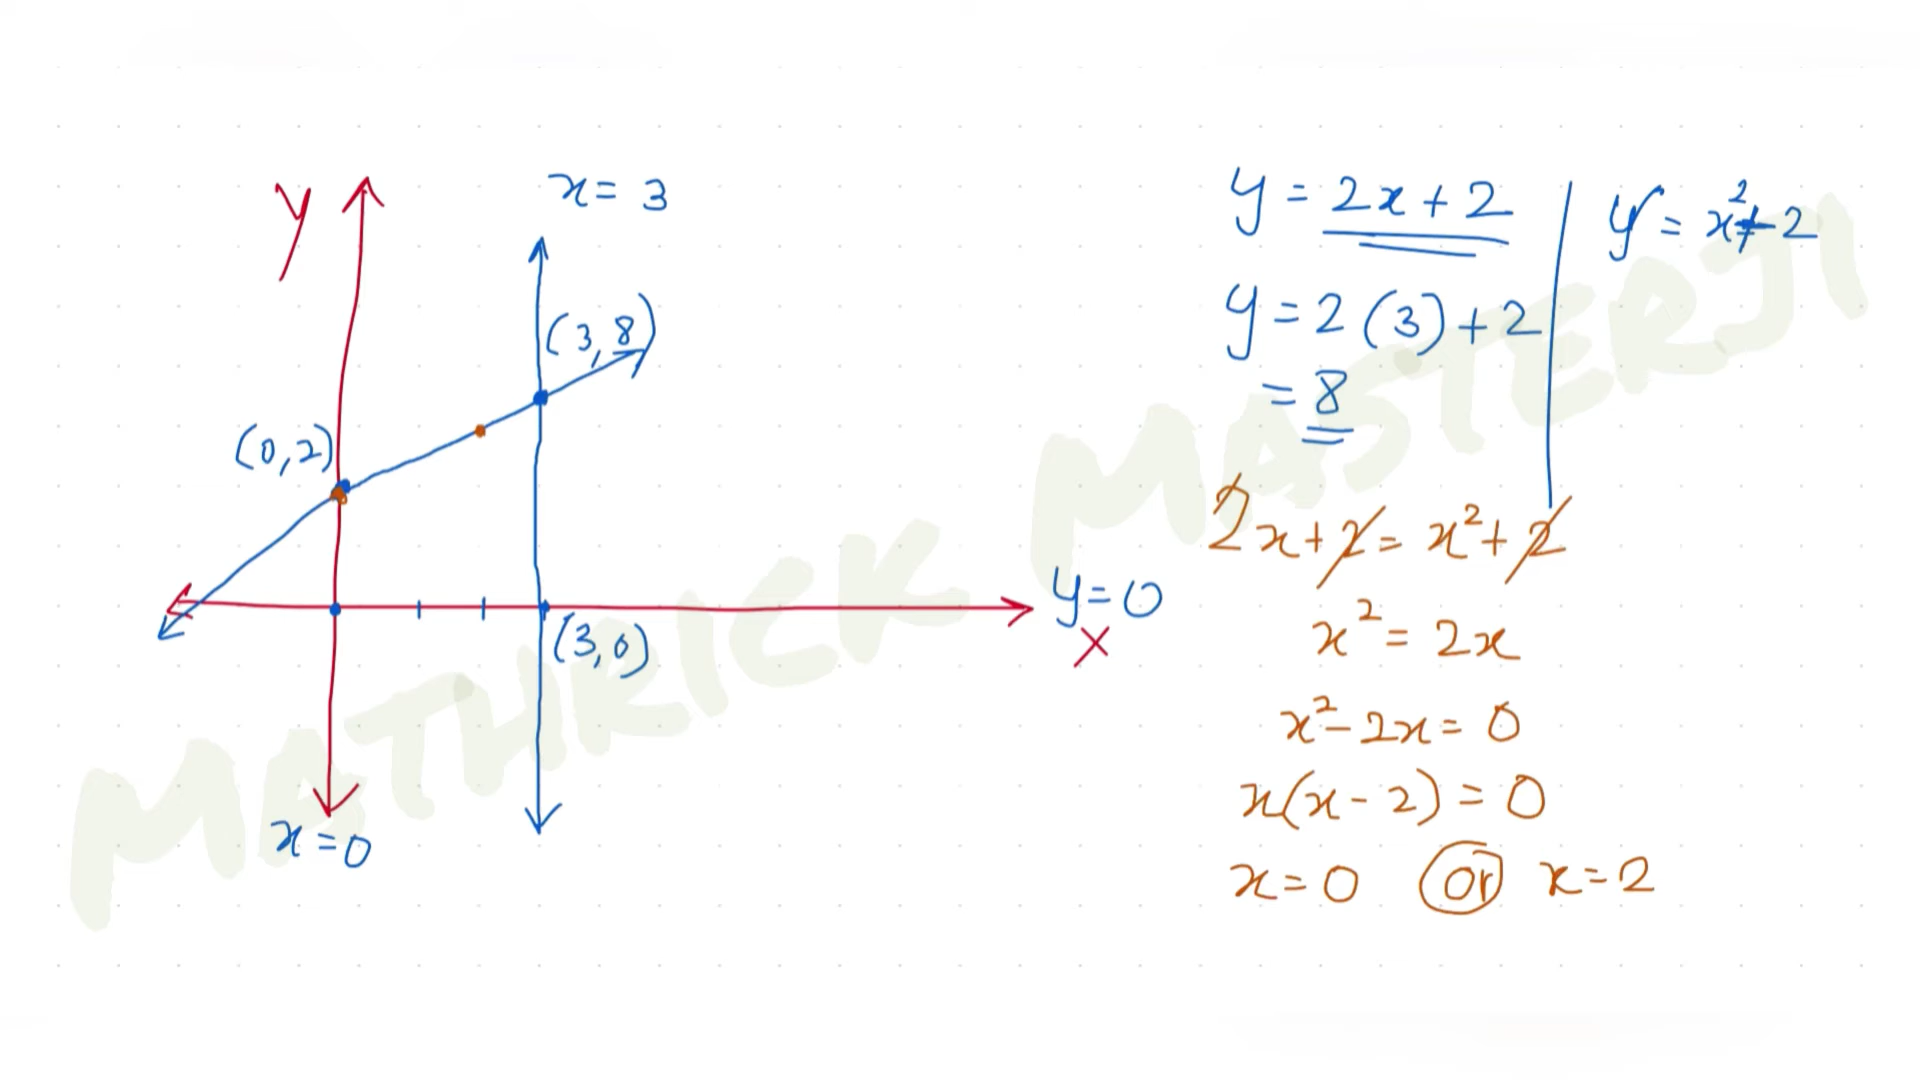 y
x = 3
(3, 8)
(0, 2)
(3, 0)
y = 0
X
x = 0
y = 2x + 2
y = 2(3) + 2
= 8
y = x² + 2
2x + 2 = x² + 2
x² = 2x
x² - 2x = 0
x(x - 2) = 0
x = 0 or x = 2
MATHRICK MASTERJI